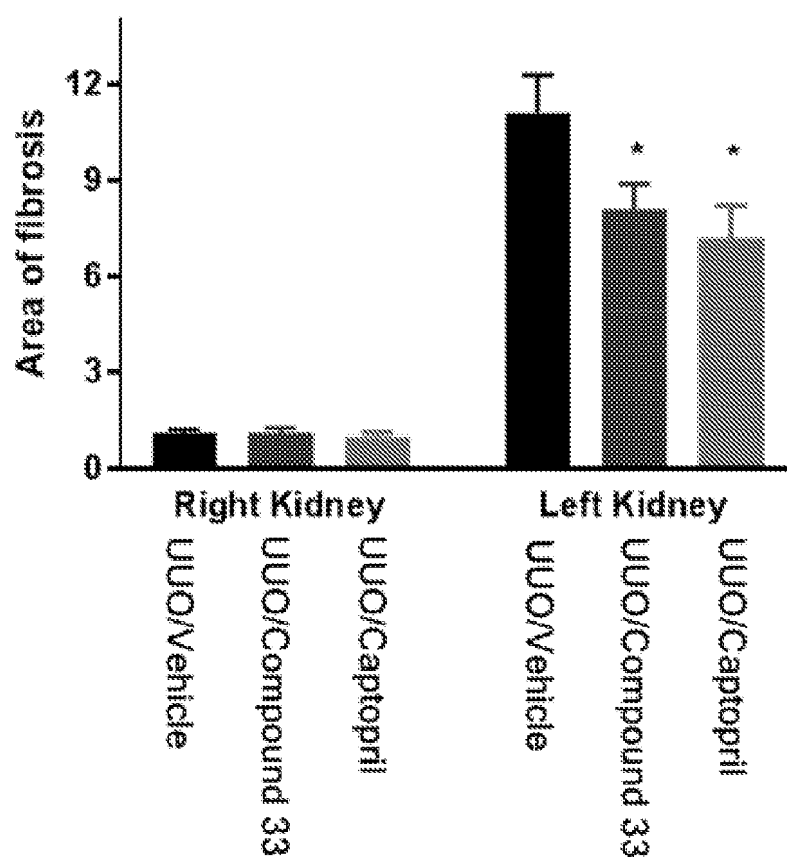 Area of fibrosis
12
9
6
3
0
* *
Right Kidney Left Kidney
UUO/Vehicle
UUO/Compound 33
UUO/Captopril
UUO/Vehicle
UUO/Compound 33
UUO/Captopril